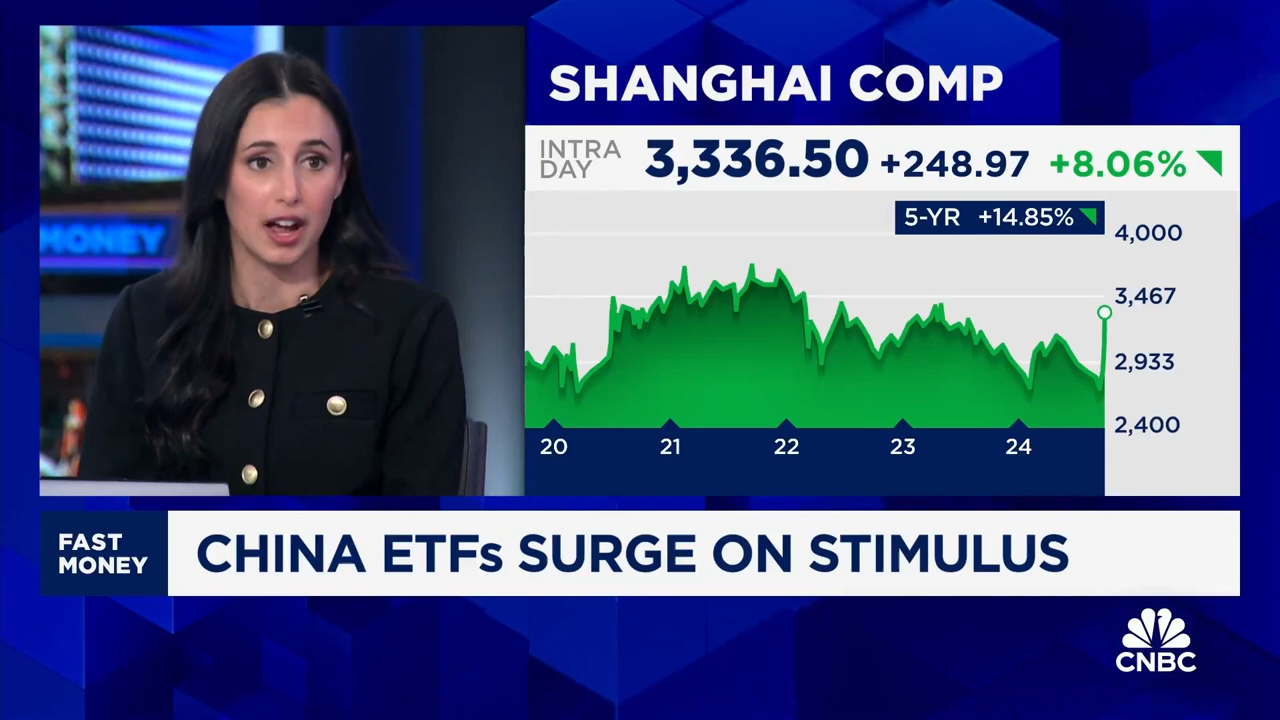 MONEY
SHANGHAI COMP
INTRA
DAY
3,336.50 +248.97 +8.06%
5-YR +14.85%
4,000
3,467
2,933
2,400
20 21 22 23 24
FAST
MONEY
CHINA ETFs SURGE ON STIMULUS
CNBC